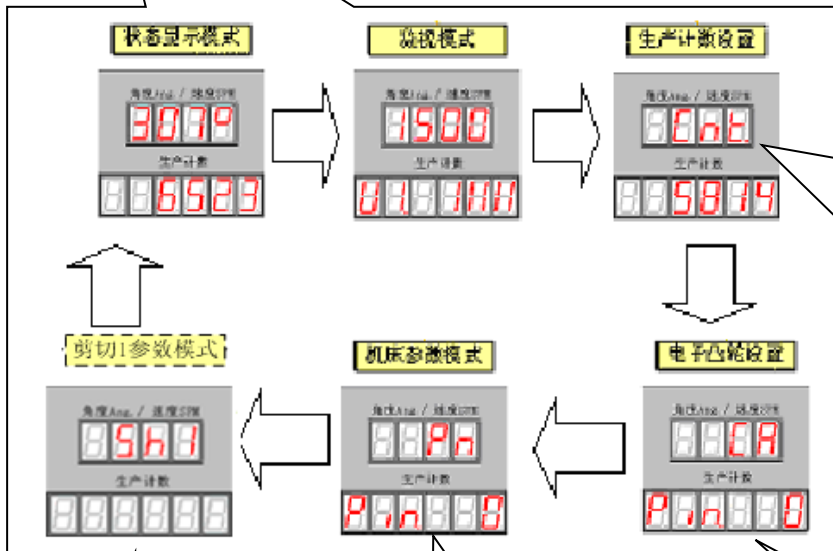 状态显示模式
角度Ang. / 速度SPM
307°
生产计数
6523
监视模式
角度Ang. / 速度SPM
1500
生产计数
U1. 1HH
生产计数设置
角度Ang. / 速度SPM
Cnt.
生产计数
5814
剪切1参数模式
角度Ang. / 速度SPM
Sh1
生产计数
机床参数模式
角度Ang. / 速度SPM
Pn
生产计数
Pin 0
电子凸轮设置
角度Ang. / 速度SPM
CA
生产计数
Pin. 0